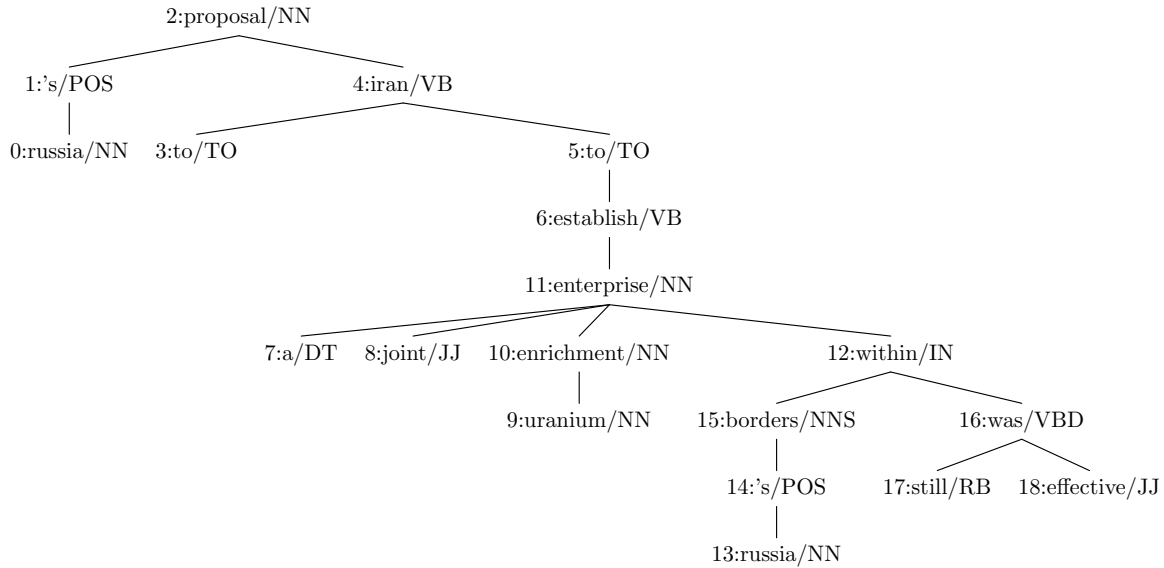 2:proposal/NN
1:'s/POS 4:iran/VB
0:russia/NN 3:to/TO 5:to/TO
6:establish/VB
11:enterprise/NN
7:a/DT 8:joint/JJ 10:enrichment/NN 12:within/IN
9:uranium/NN 15:borders/NNS 16:was/VBD
14:'s/POS 17:still/RB 18:effective/JJ
13:russia/NN